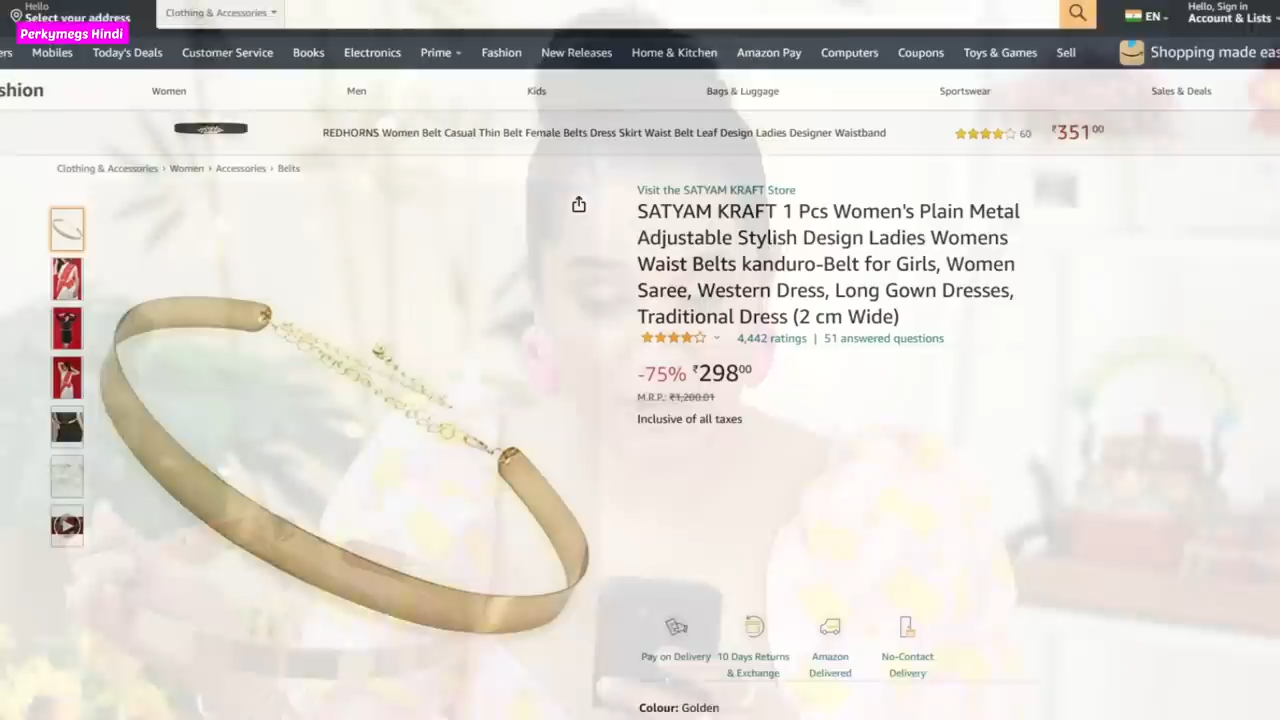 Hello
Select your address
Clothing & Accessories
EN
Hello, Sign in
Account & Lists
Perkymegs Hindi
ers Mobiles Today's Deals Customer Service Books Electronics Prime Fashion New Releases Home & Kitchen Amazon Pay Computers Coupons Toys & Games Sell Shopping made eas
shion Women Men Kids Bags & Luggage Sportswear Sales & Deals
REDHORNS Women Belt Casual Thin Belt Female Belts Dress Skirt Waist Belt Leaf Design Ladies Designer Waistband 60 ₹35100
Clothing & Accessories › Women › Accessories › Belts
Visit the SATYAM KRAFT Store
SATYAM KRAFT 1 Pcs Women's Plain Metal
Adjustable Stylish Design Ladies Womens
Waist Belts kanduro-Belt for Girls, Women
Saree, Western Dress, Long Gown Dresses,
Traditional Dress (2 cm Wide)
4,442 ratings | 51 answered questions
-75% ₹29800
M.R.P.: ₹1,200.01
Inclusive of all taxes
Pay on Delivery
10 Days Returns
& Exchange
Amazon
Delivered
No-Contact
Delivery
Colour: Golden